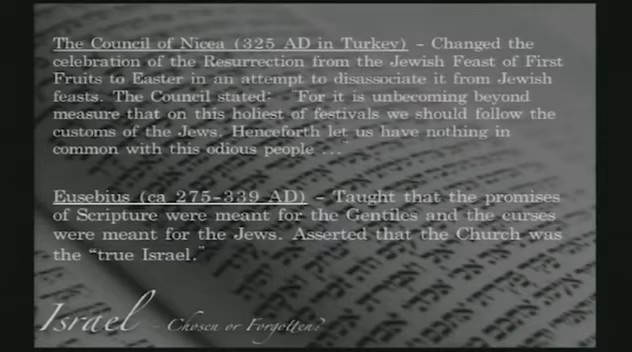 The Council of Nicea (325 AD in Turkey) – Changed the
celebration of the Resurrection from the Jewish Feast of First
Fruits to Easter in an attempt to disassociate it from Jewish
feasts. The Council stated: "For it is unbecoming beyond
measure that on this holiest of festivals we should follow the
customs of the Jews. Henceforth let us have nothing in
common with this odious people ..."
Eusebius (ca 275-339 AD) – Taught that the promises
of Scripture were meant for the Gentiles and the curses
were meant for the Jews. Asserted that the Church was
the "true Israel."
Israel – Chosen or Forgotten?